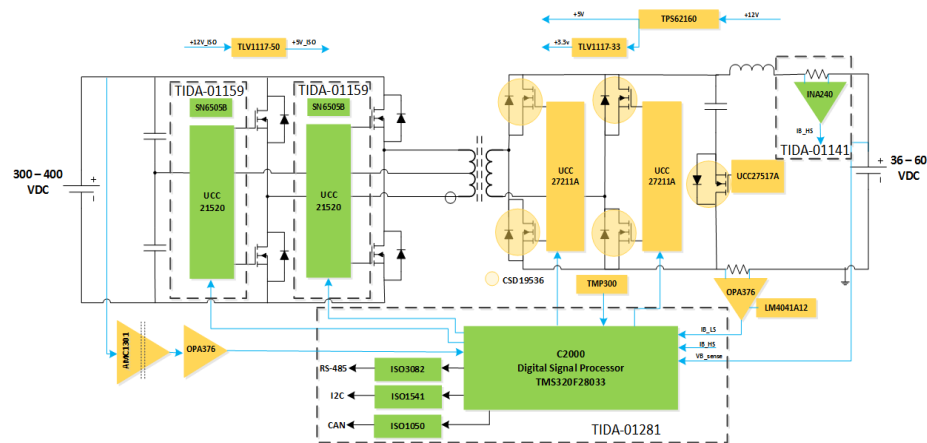 +5V
TPS62160
+12V
+12V_ISO
TLV1117-50
+5V_ISO
+3.3v
TLV1117-33
TIDA-01159
TIDA-01159
SN6505B
SN6505B
INA240
IB_HS
TIDA-01141
300 – 400
VDC
+
–
UCC
21520
UCC
21520
UCC
27211A
UCC
27211A
UCC27517A
+
–
36 – 60
VDC
CSD19536
TMP300
OPA376
LM4041A12
AMC1301
OPA376
C2000
Digital Signal Processor
TMS320F28033
IB_LS
IB_HS
VB_sense
RS-485
ISO3082
I2C
ISO1541
CAN
ISO1050
TIDA-01281